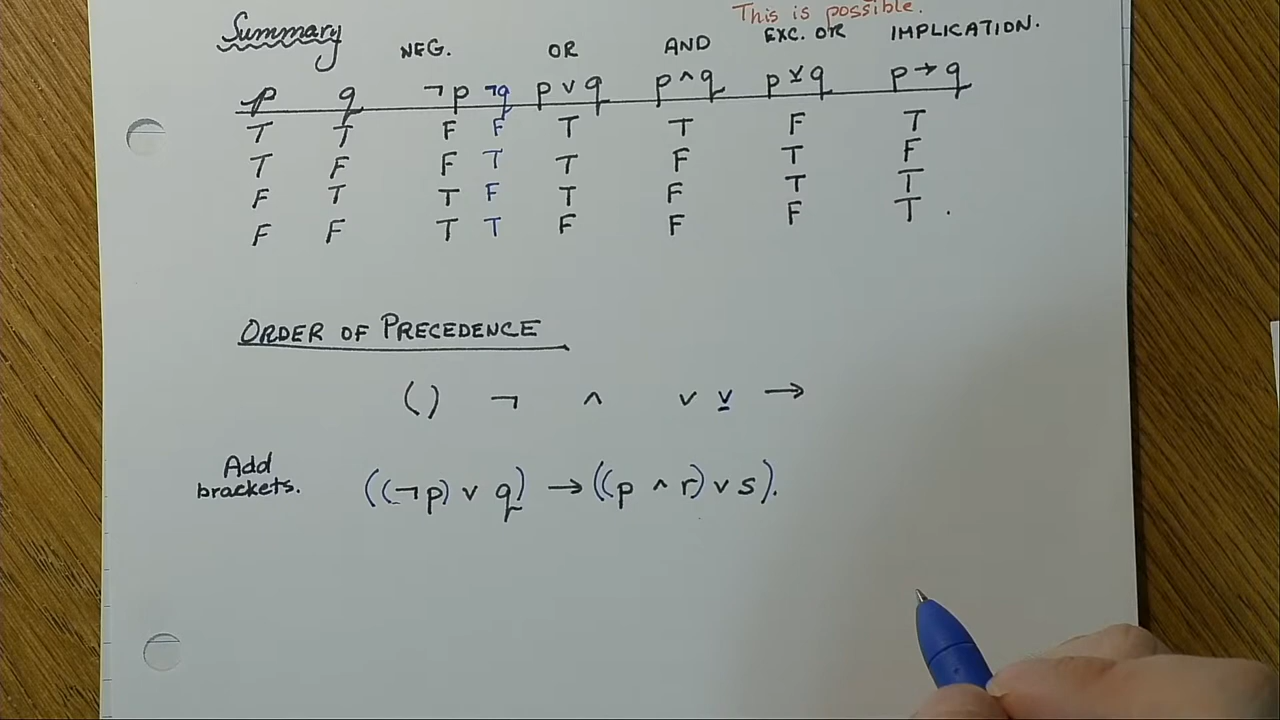 This is possible.
Summary NEG. OR AND EXC. OR IMPLICATION.
p q ¬p ¬q p ∨ q p ∧ q p ⊻ q p → q
T T F F T T F T
T F F T T F T F
F T T F T F T T
F F T T F F F T .
ORDER OF PRECEDENCE
() ¬ ∧ ∨ ⊻ →
Add
brackets. ((¬p) ∨ q) → ((p ∧ r) ∨ s).